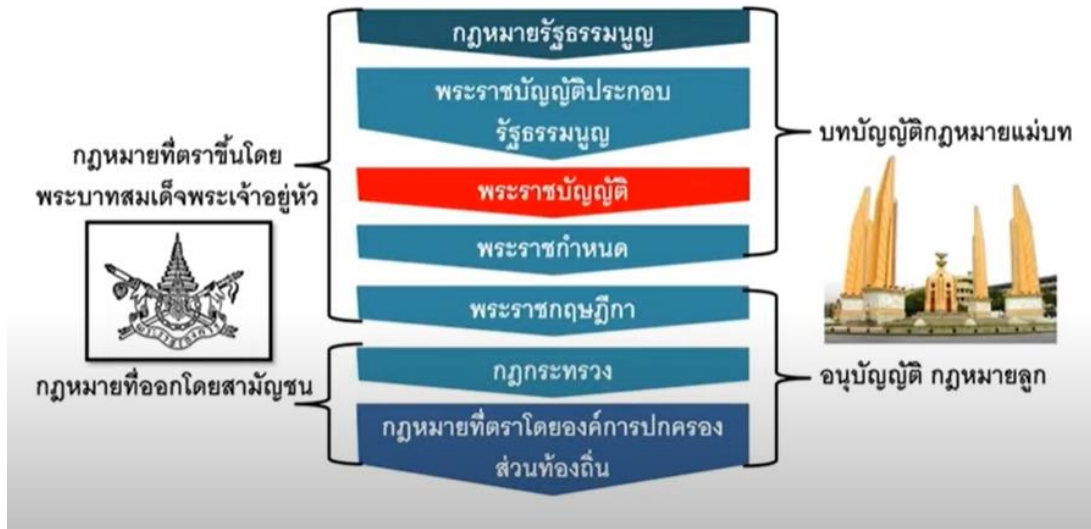 กฎหมายรัฐธรรมนูญ
พระราชบัญญัติประกอบ
รัฐธรรมนูญ
พระราชบัญญัติ
พระราชกำหนด
พระราชกฤษฎีกา
กฎกระทรวง
กฎหมายที่ตราโดยองค์การปกครอง
ส่วนท้องถิ่น
กฎหมายที่ตราขึ้นโดย
พระบาทสมเด็จพระเจ้าอยู่หัว
กฎหมายที่ออกโดยสามัญชน
บทบัญญัติกฎหมายแม่บท
อนุบัญญัติ กฎหมายลูก